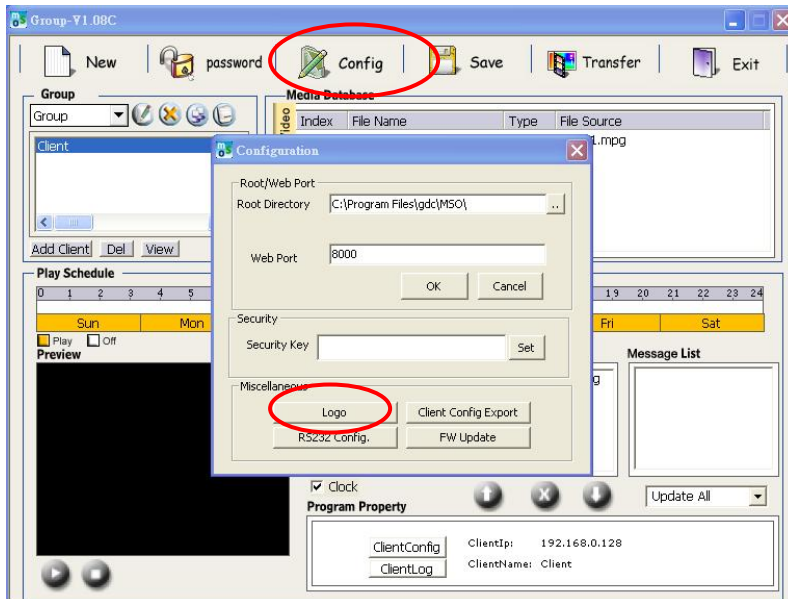 Group-V1.08C
New password Config Save Transfer Exit
Group
Group
Client
Add Client Del View
Media Database
Video
Index File Name Type File Source
1.mpg
Configuration
Root/Web Port
Root Directory C:\Program Files\gdc\MSO\ ..
Web Port 8000
OK Cancel
Security
Security Key Set
Miscellaneous
Logo Client Config Export
RS232 Config. FW Update
Play Schedule
0 1 2 3 4 5 19 20 21 22 23 24
Sun Mon Fri Sat
Play Off
Preview
Message List
Clock
Update All
Program Property
ClientConfig ClientIp: 192.168.0.128
ClientLog ClientName: Client